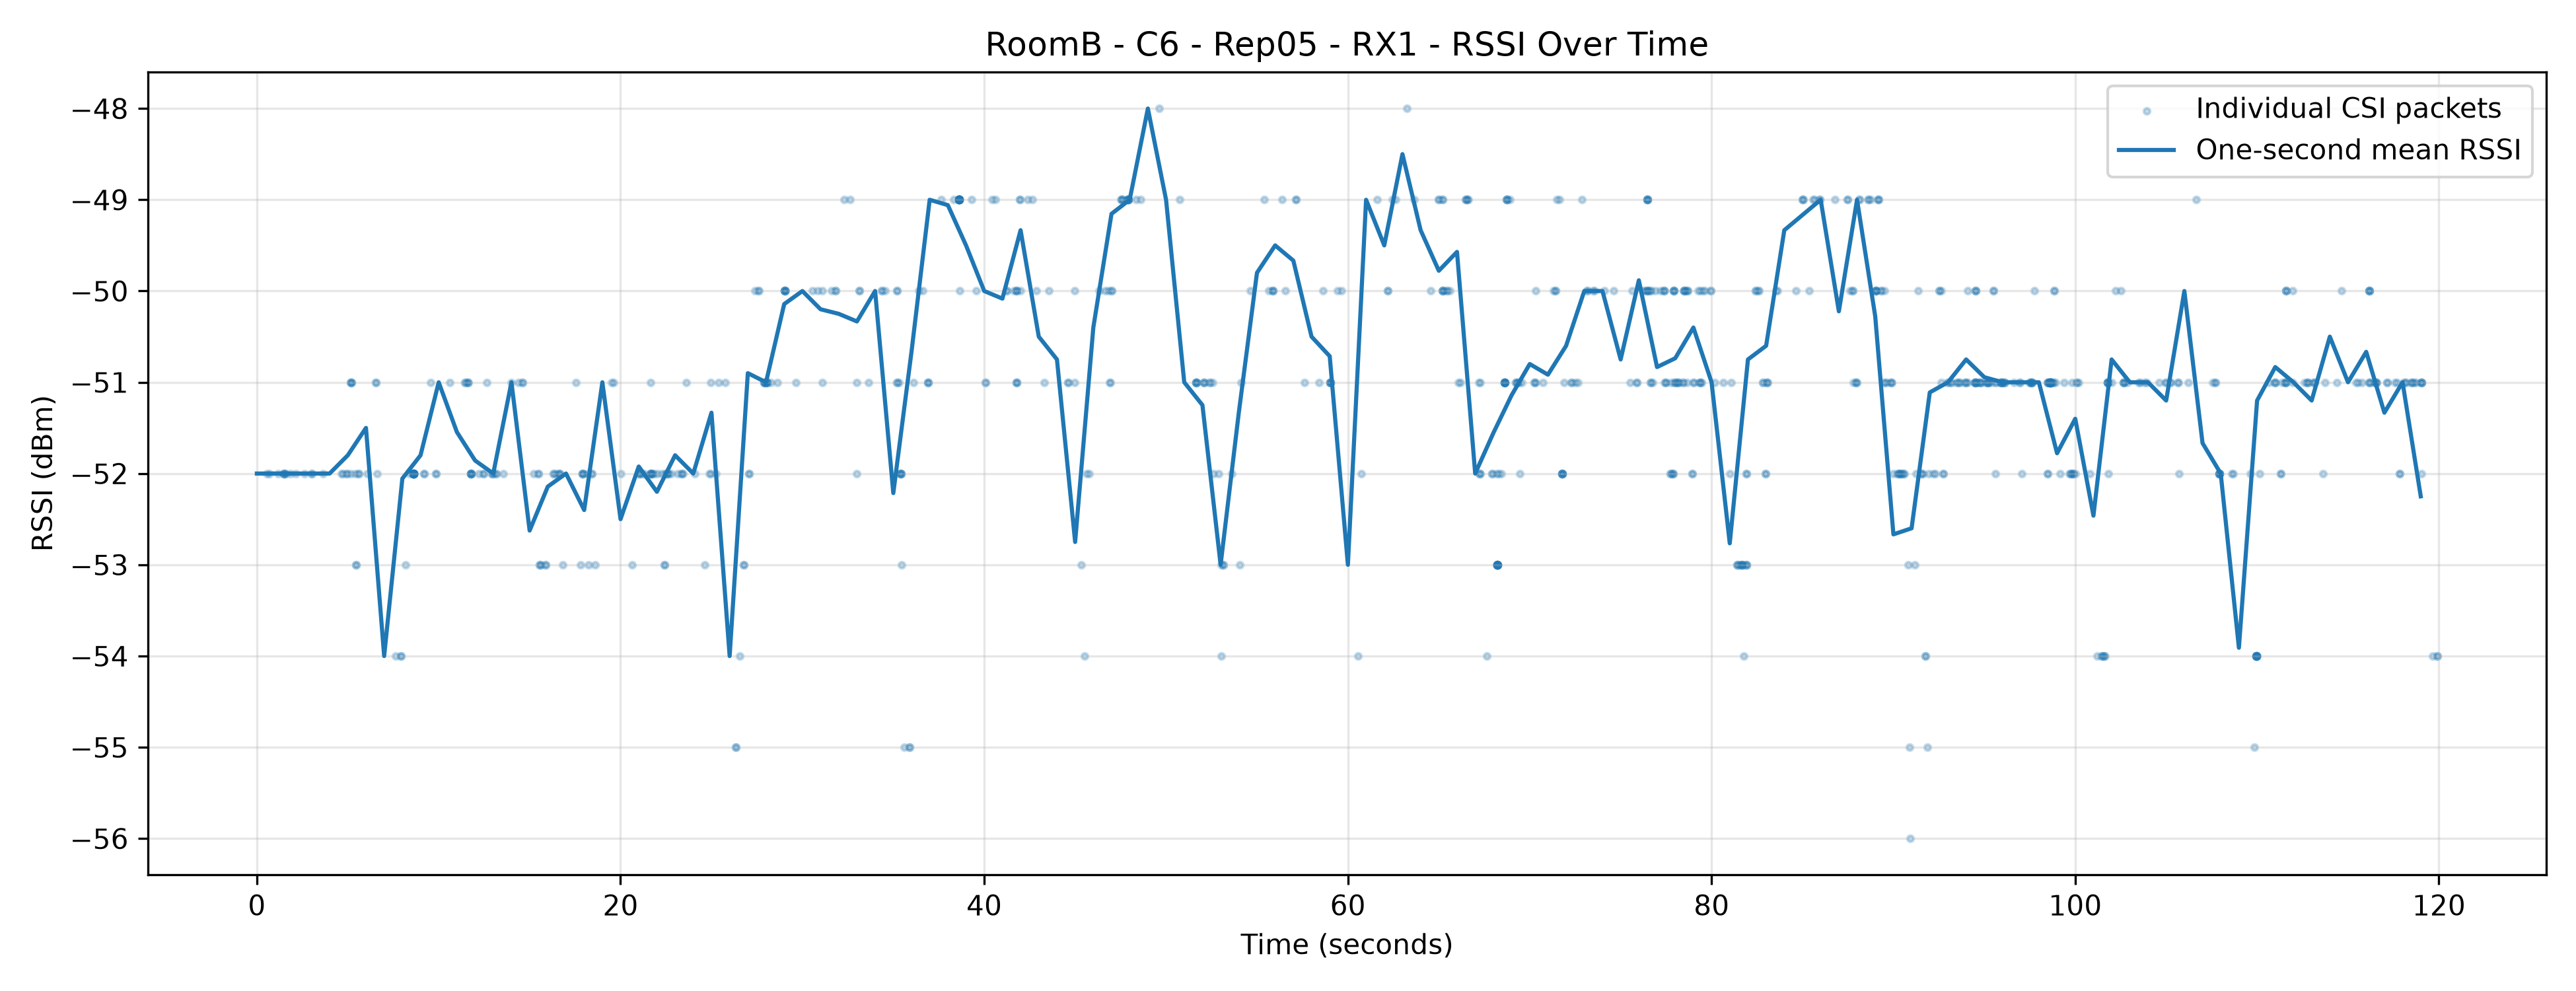 RoomB - C6 - Rep05 - RX1 - RSSI Over Time
Individual CSI packets
One-second mean RSSI
RSSI (dBm)
−48
−49
−50
−51
−52
−53
−54
−55
−56
0 20 40 60 80 100 120
Time (seconds)